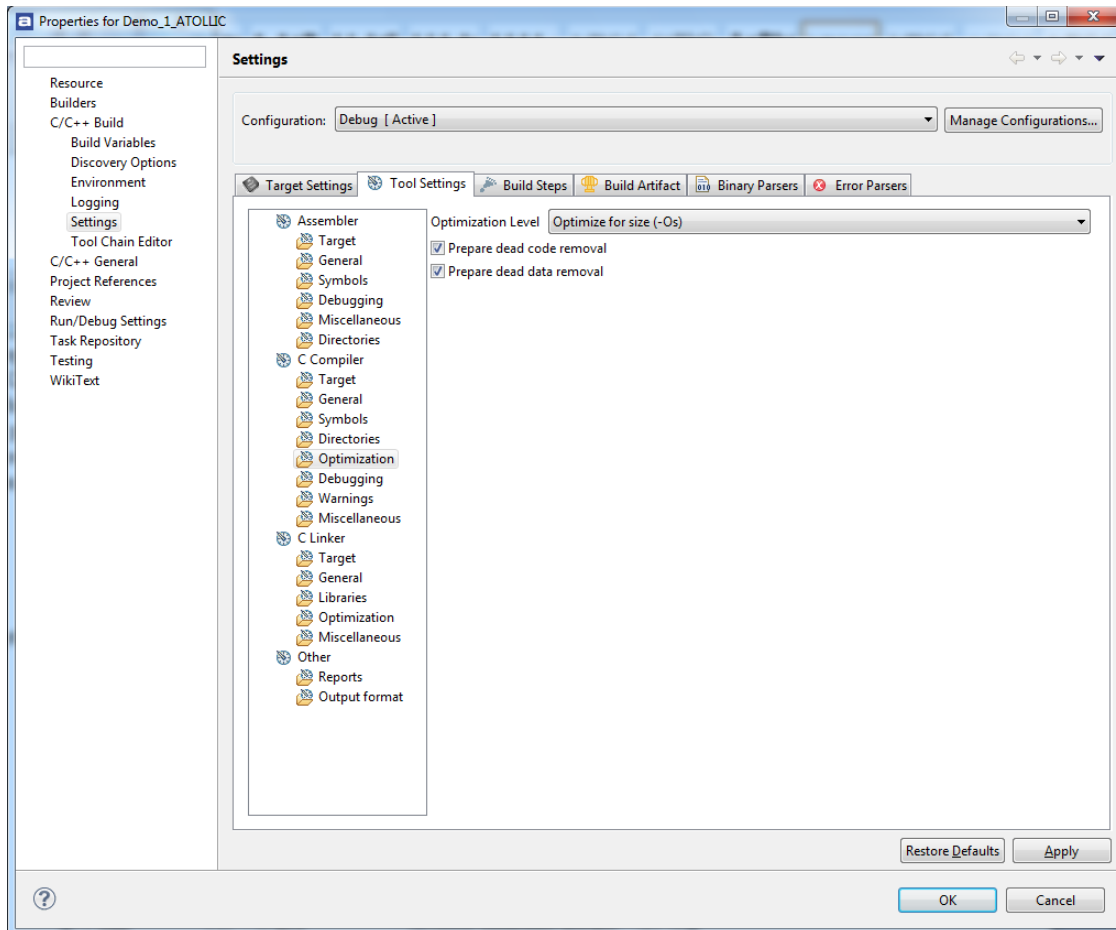 Properties for Demo_1_ATOLLIC
Settings
Resource
Builders
C/C++ Build
Build Variables
Discovery Options
Environment
Logging
Settings
Tool Chain Editor
C/C++ General
Project References
Review
Run/Debug Settings
Task Repository
Testing
WikiText
Configuration: Debug [ Active ] Manage Configurations...
Target Settings Tool Settings Build Steps Build Artifact Binary Parsers Error Parsers
Assembler
Target
General
Symbols
Debugging
Miscellaneous
Directories
C Compiler
Target
General
Symbols
Directories
Optimization
Debugging
Warnings
Miscellaneous
C Linker
Target
General
Libraries
Optimization
Miscellaneous
Other
Reports
Output format
Optimization Level Optimize for size (-Os)
Prepare dead code removal
Prepare dead data removal
Restore Defaults Apply
OK Cancel